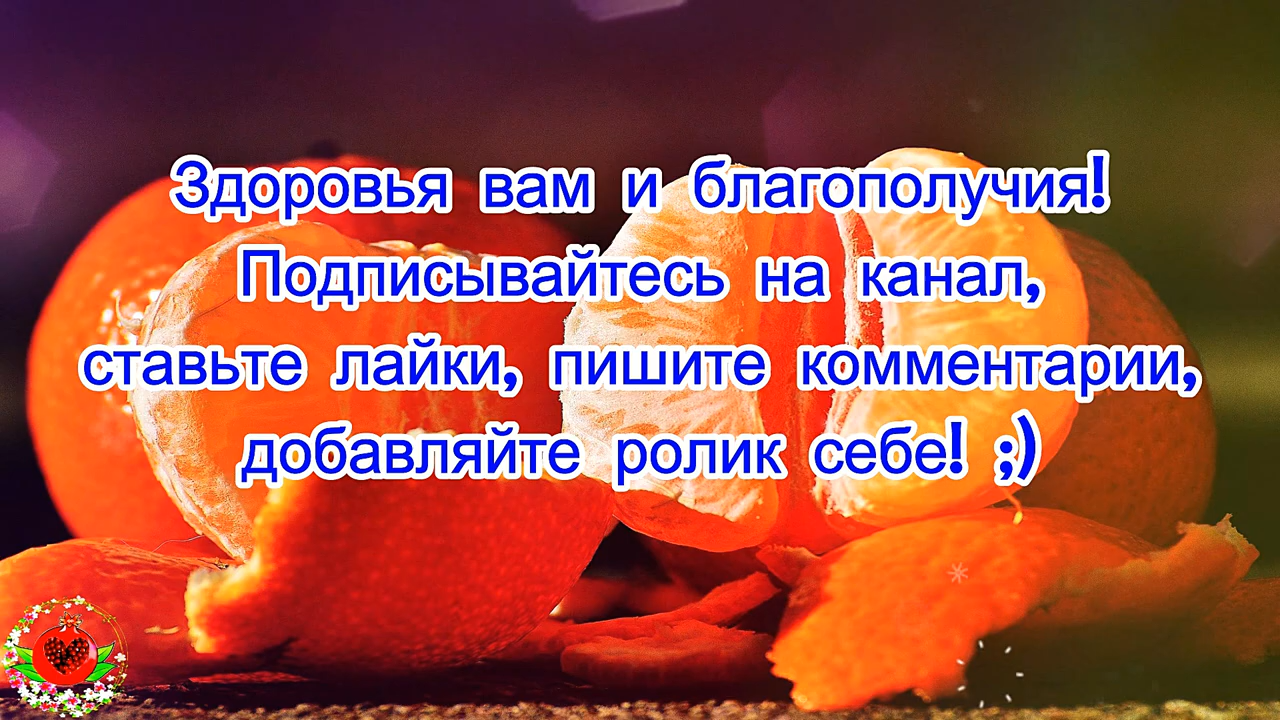 Здоровья вам и благополучия!
Подписывайтесь на канал,
ставьте лайки, пишите комментарии,
добавляйте ролик себе! ;)